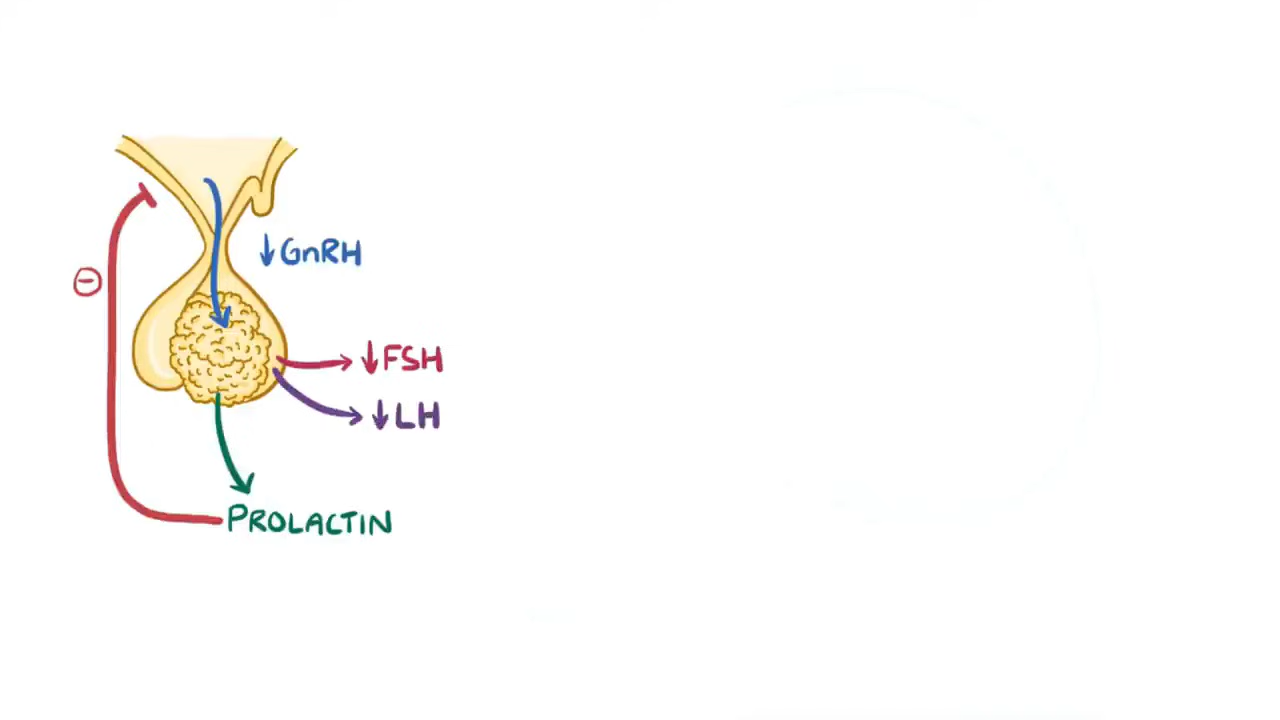 ↓GnRH
⊖
↓FSH
↓LH
PROLACTIN